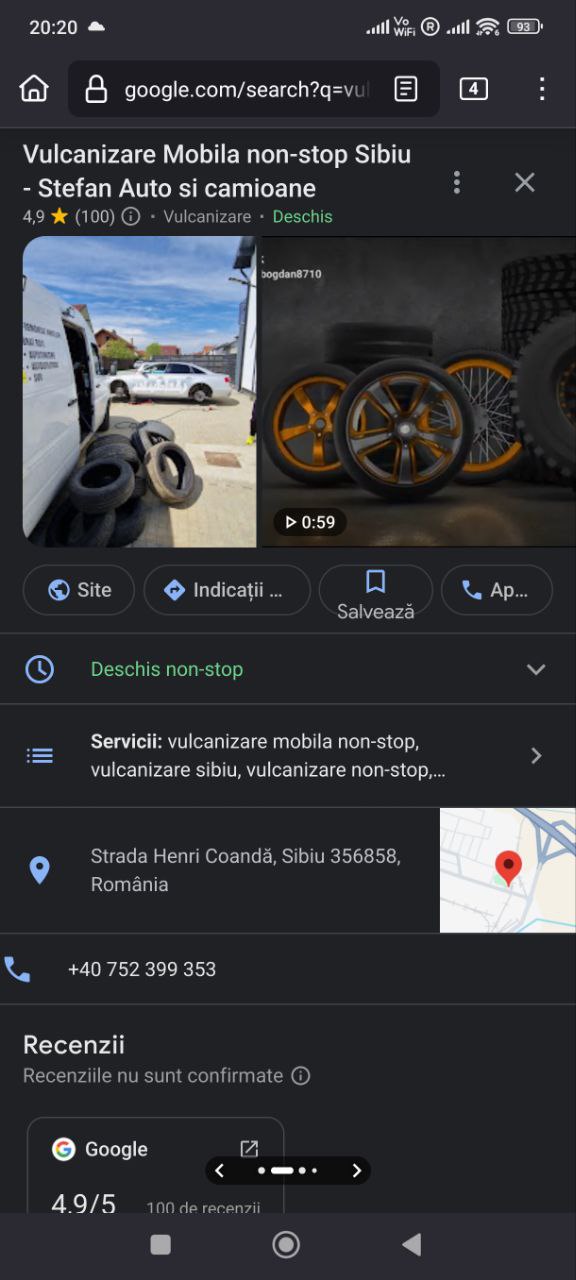 20:20
Vo
WiFi
R
6
93
google.com/search?q=vul
4
Vulcanizare Mobila non-stop Sibiu
- Stefan Auto si camioane
4,9 (100) · Vulcanizare · Deschis
bogdan8710
0:59
Site
Indicații ...
Salvează
Ap...
Deschis non-stop
Servicii: vulcanizare mobila non-stop,
vulcanizare sibiu, vulcanizare non-stop,...
Strada Henri Coandă, Sibiu 356858,
România
+40 752 399 353
Recenzii
Recenziile nu sunt confirmate
Google
4,9/5 100 de recenzii